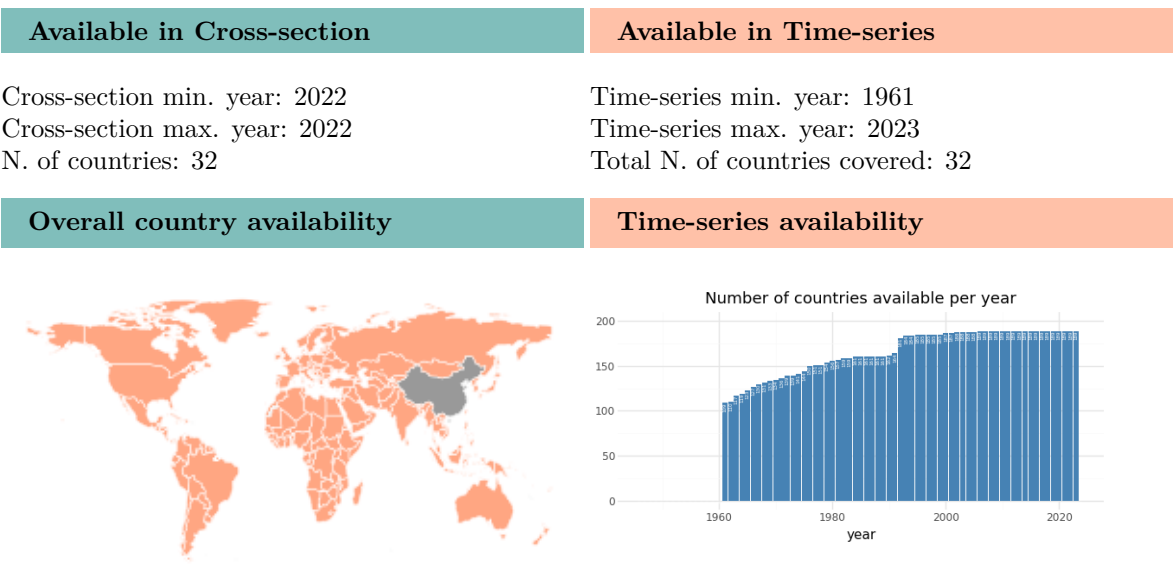 Available in Cross-section
Available in Time-series
Cross-section min. year: 2022
Cross-section max. year: 2022
N. of countries: 32
Time-series min. year: 1961
Time-series max. year: 2023
Total N. of countries covered: 32
Overall country availability
Time-series availability
Number of countries available per year
200
150
100
50
0
1960 1980 2000 2020
year